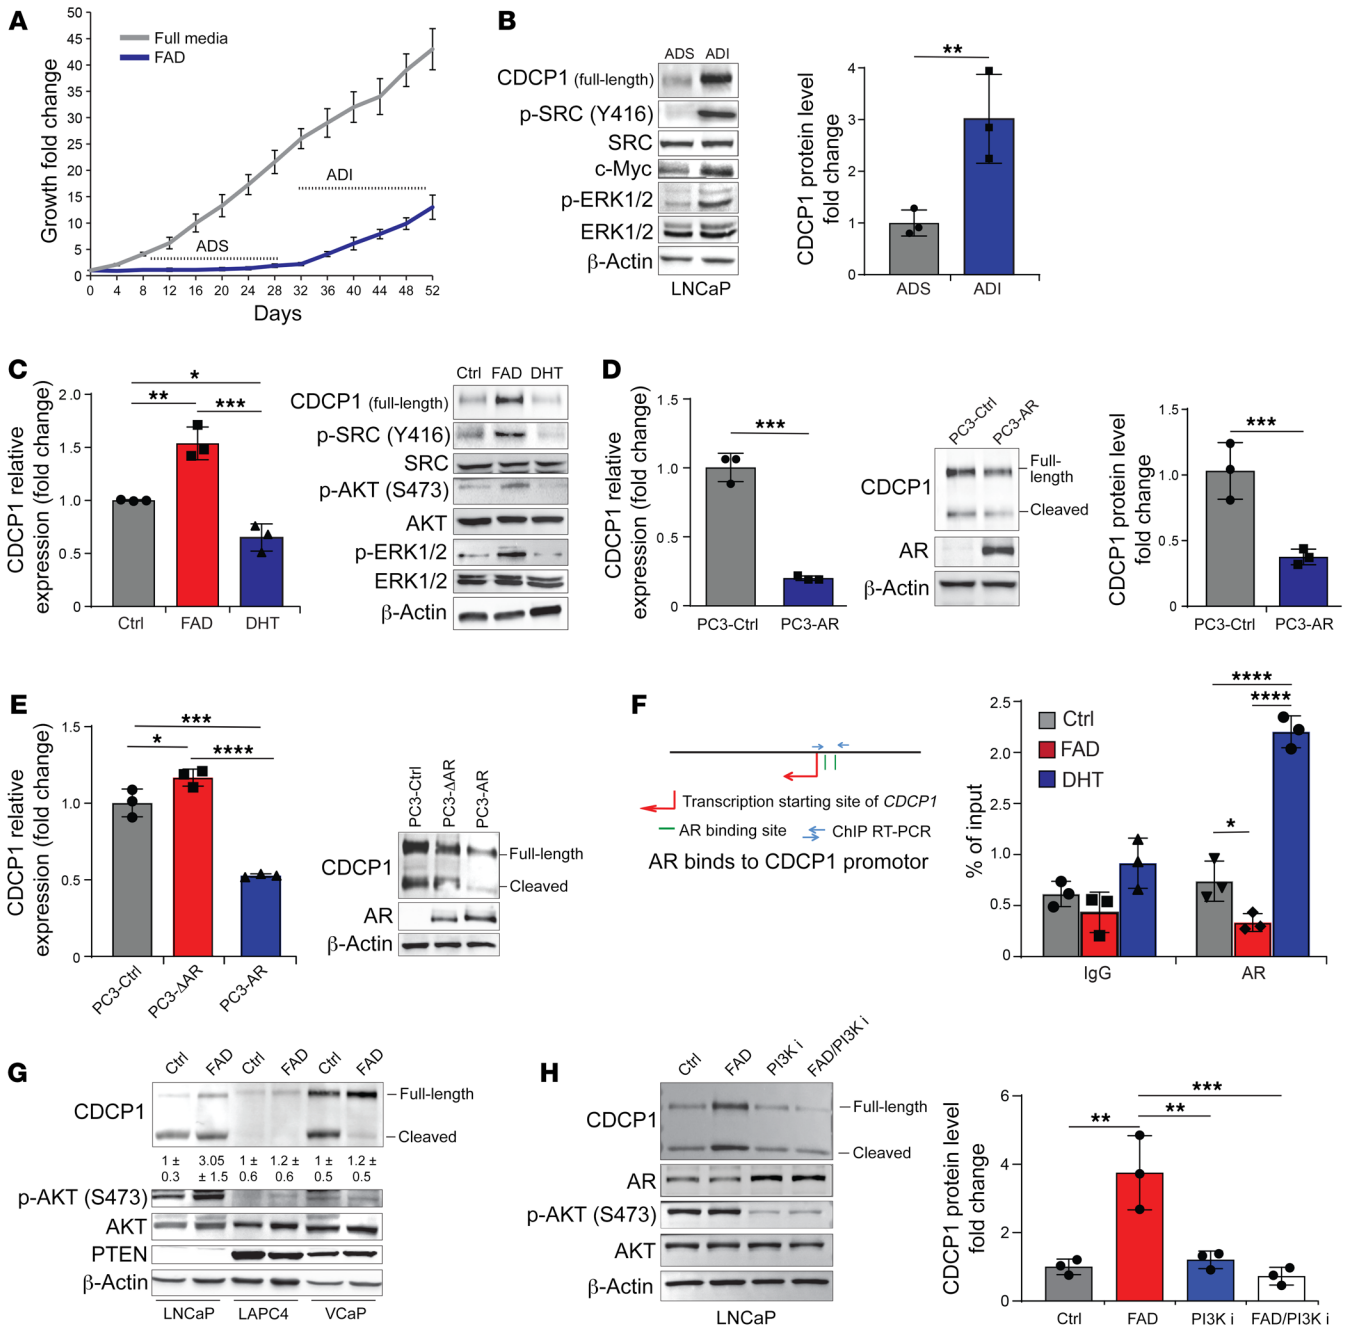 A
50
45
40
35
30
25
20
15
10
5
0
Growth fold change
Full media
FAD
ADI
ADS
0 4 8 12 16 20 24 28 32 36 40 44 48 52
Days
B
ADS ADI
CDCP1 (full-length)
p-SRC (Y416)
SRC
c-Myc
p-ERK1/2
ERK1/2
β-Actin
LNCaP
CDCP1 protein level
fold change
4
3
2
1
0
**
ADS ADI
C
CDCP1 relative
expression (fold change)
2.0
1.5
1.0
0.5
0
*
**
***
Ctrl FAD DHT
Ctrl FAD DHT
CDCP1 (full-length)
p-SRC (Y416)
SRC
p-AKT (S473)
AKT
p-ERK1/2
ERK1/2
β-Actin
D
CDCP1 relative
expression (fold change)
1.5
1.0
0.5
0
***
PC3-Ctrl PC3-AR
PC3-Ctrl PC3-AR
CDCP1
Full-
length
Cleaved
AR
β-Actin
CDCP1 protein level
fold change
1.5
1.0
0.5
0
***
PC3-Ctrl PC3-AR
E
CDCP1 relative
expression (fold change)
1.5
1.0
0.5
0
***
*
****
PC3-Ctrl PC3-ΔAR PC3-AR
PC3-Ctrl PC3-ΔAR PC3-AR
CDCP1
Full-length
Cleaved
AR
β-Actin
F
Transcription starting site of CDCP1
AR binding site ChIP RT-PCR
AR binds to CDCP1 promotor
% of input
2.5
2.0
2.5
1.0
0.5
0
Ctrl
FAD
DHT
****
****
*
IgG AR
G
Ctrl FAD Ctrl FAD Ctrl FAD
CDCP1
Full-length
Cleaved
1 ± 3.05 1 ± 1.2 ± 1 ± 1.2 ±
0.3 ± 1.5 0.6 0.6 0.5 0.5
p-AKT (S473)
AKT
PTEN
β-Actin
LNCaP LAPC4 VCaP
H
Ctrl FAD PI3K i FAD/PI3K i
CDCP1
Full-length
Cleaved
AR
p-AKT (S473)
AKT
β-Actin
LNCaP
CDCP1 protein level
fold change
6
4
2
0
***
**
**
Ctrl FAD PI3K i FAD/PI3K i